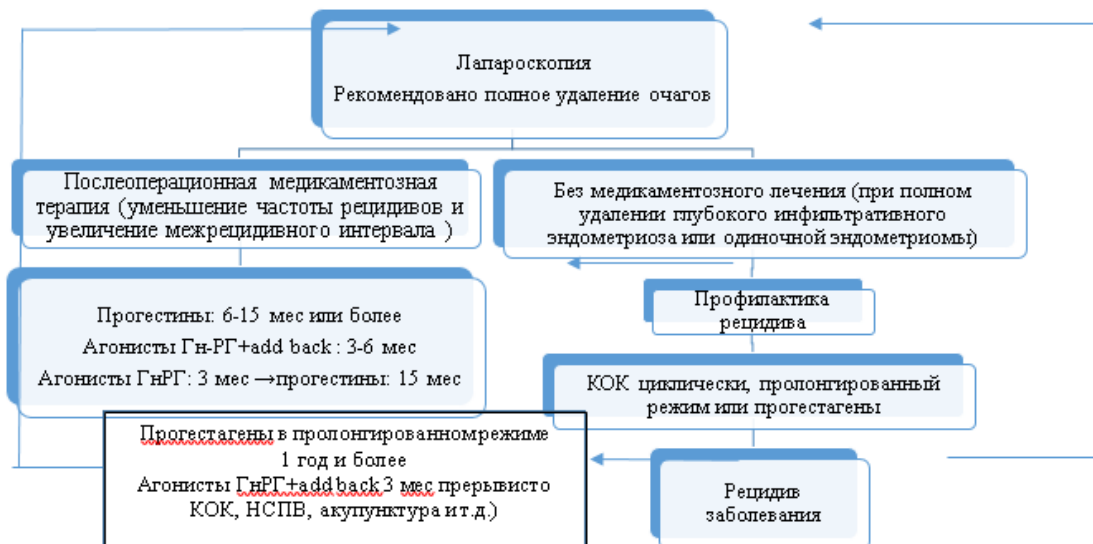 Лапароскопия
Рекомендовано полное удаление очагов
Послеоперационная медикаментозная
терапия (уменьшение частоты рецидивов и
увеличение межрецидивного интервала )
Без медикаментозного лечения (при полном
удалении глубокого инфильтративного
эндометриоза или одиночной эндометриомы)
Прогестины: 6-15 мес или более
Агонисты Гн-РГ+add back : 3-6 мес
Агонисты ГнРГ: 3 мес →прогестины: 15 мес
Профилактика
рецидива
КОК циклически, пролонгированный
режим или прогестагены
Прогестагены в пролонгированномрежиме
1 год и более
Агонисты ГнРГ+addback 3 мес прерывисто
КОК, НСПВ, акупунктура ит.д.)
Рецидив
заболевания